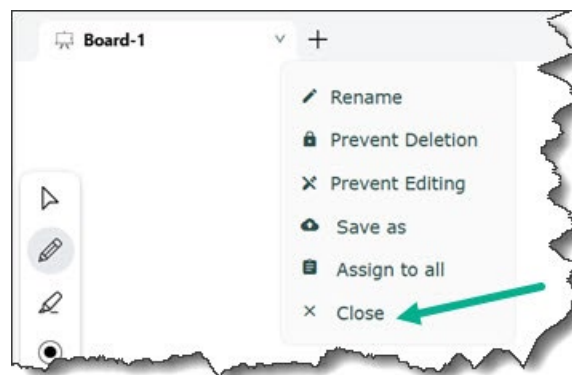 Board-1
Rename
Prevent Deletion
Prevent Editing
Save as
Assign to all
Close